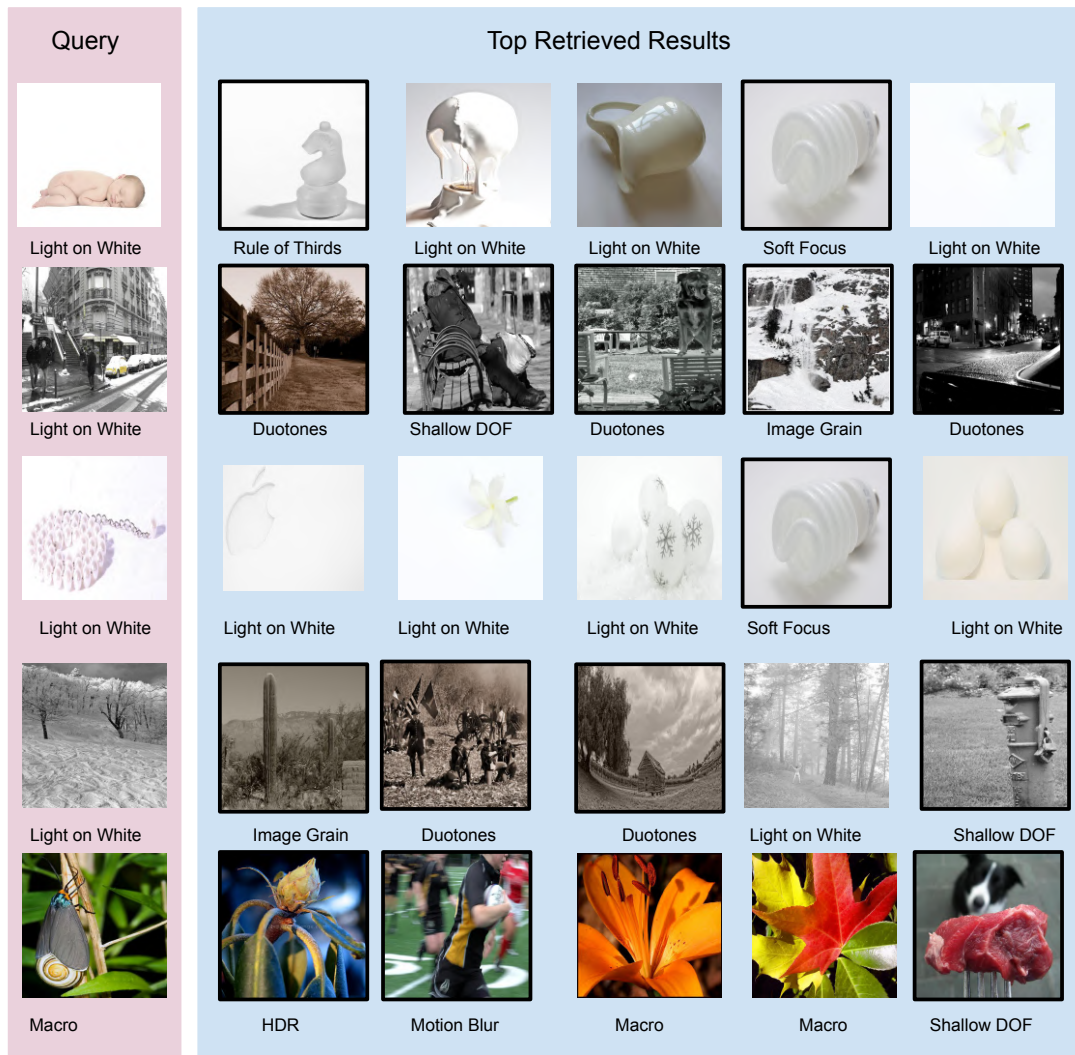 Query
Top Retrieved Results
Light on White
Rule of Thirds
Light on White
Light on White
Soft Focus
Light on White
Light on White
Duotones
Shallow DOF
Duotones
Image Grain
Duotones
Light on White
Light on White
Light on White
Light on White
Soft Focus
Light on White
Light on White
Image Grain
Duotones
Duotones
Light on White
Shallow DOF
Macro
HDR
Motion Blur
Macro
Macro
Shallow DOF